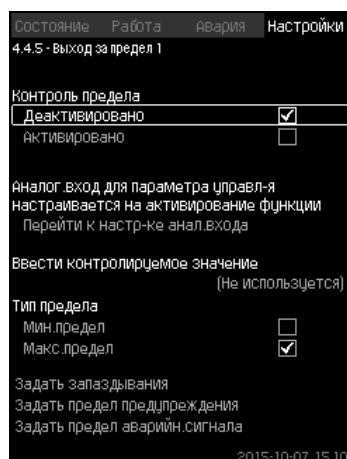 Состояние Работа Авария Настройки
4.4.5 - Выход за предел 1
Контроль предела
Деактивировано
Активировано
Аналог.вход для параметра управл-я
настраивается на активирование функции
Перейти к настр-ке анал.входа
Ввести контролируемое значение
(Не используется)
Тип предела
Мин.предел
Макс.предел
Задать запаздывания
Задать предел предупреждения
Задать предел аварийн.сигнала
2015-10-07 15:10